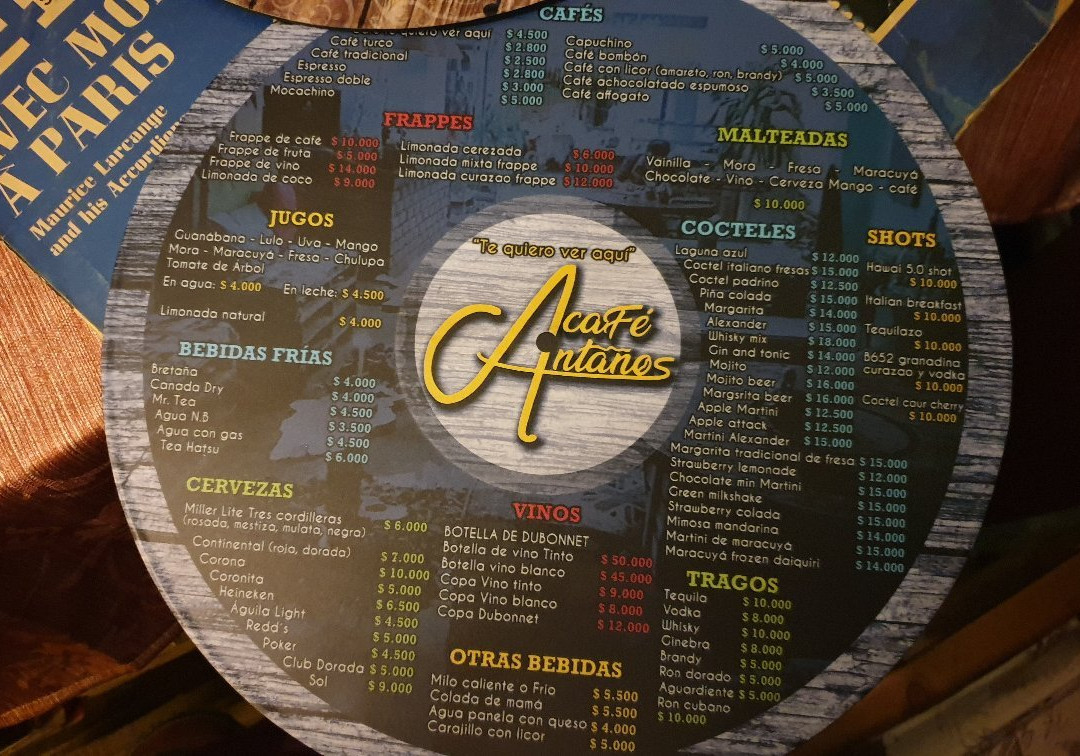 VEC MO
À PARIS
Maurice Larcange
and his Accordion
CAFÉS
quiero ver aquí $ 4.500
Café turco $ 2.800
Café tradicional $ 2.500
Espresso $ 2.800
Espresso doble $ 3.000
Mocachino $ 5.000
Capuchino $ 5.000
Café bombón $ 4.000
Café con licor (amareto, ron, brandy) $ 5.000
Café achocolatado espumoso $ 3.500
Café affogato $ 5.000
FRAPPES
Frappe de café $ 10.000
Frappe de fruta $ 5.000
Frappe de vino $ 14.000
Limonada de coco $ 9.000
Limonada cerezada $ 6.000
Limonada mixta frappe $ 10.000
Limonada curazao frappe $ 12.000
MALTEADAS
Vainilla - Mora - Fresa - Maracuyá
Chocolate - Vino - Cerveza Mango - café
$ 10.000
JUGOS
Guanábana - Lulo - Uva - Mango
Mora - Maracuyá - Fresa - Chulupa
Tomate de Arbol
En agua: $ 4.000 En leche: $ 4.500
Limonada natural $ 4.000
BEBIDAS FRÍAS
Bretaña $ 4.000
Canada Dry $ 4.000
Mr. Tea $ 4.500
Agua N.B $ 3.500
Agua con gas $ 4.500
Tea Hatsu $ 6.000
CERVEZAS
Miller Lite Tres cordilleras
(rosada, mestiza, mulata, negra) $ 6.000
Continental (roja, dorada) $ 7.000
Corona $ 10.000
Coronita $ 5.000
Heineken $ 6.500
Águila Light $ 4.500
Redd´s $ 5.000
Poker $ 4.500
Club Dorada $ 5.000
Sol $ 9.000
"Te quiero ver aquí"
Acafé
Antaños
VINOS
BOTELLA DE DUBONNET
Botella de vino Tinto $ 50.000
Botella vino blanco $ 45.000
Copa Vino tinto $ 9.000
Copa Vino blanco $ 8.000
Copa Dubonnet $ 12.000
OTRAS BEBIDAS
Milo caliente o Frio $ 5.500
Colada de mamá $ 5.500
Agua panela con queso $ 4.000
Carajillo con licor $ 5.000
COCTELES
Laguna azul $ 12.000
Coctel italiano fresas $ 15.000
Coctel padrino $ 12.500
Piña colada $ 15.000
Margarita $ 14.000
Alexander $ 15.000
Whisky mix $ 18.000
Gin and tonic $ 14.000
Mojito $ 12.000
Mojito beer $ 16.000
Margsrita beer $ 16.000
Apple Martini $ 12.500
Apple attack $ 12.500
Martini Alexander $ 15.000
Margarita tradicional de fresa $ 15.000
Strawberry lemonade $ 12.000
Chocolate min Martini $ 15.000
Green milkshake $ 15.000
Strawberry colada $ 15.000
Mimosa mandarina $ 14.000
Martini de maracuyá $ 15.000
Maracuyá frozen daiquiri $ 14.000
SHOTS
Hawai 5.0 shot
$ 10.000
Italian breakfast
$ 10.000
Tequilazo
$ 10.000
B652 granadina
curazao y vodka
$ 10.000
Coctel cour cherry
$ 10.000
TRAGOS
Tequila $ 10.000
Vodka $ 8.000
Whisky $ 10.000
Ginebra $ 8.000
Brandy $ 5.000
Ron dorado $ 5.000
Aguardiente $ 5.000
Ron cubano
$ 10.000